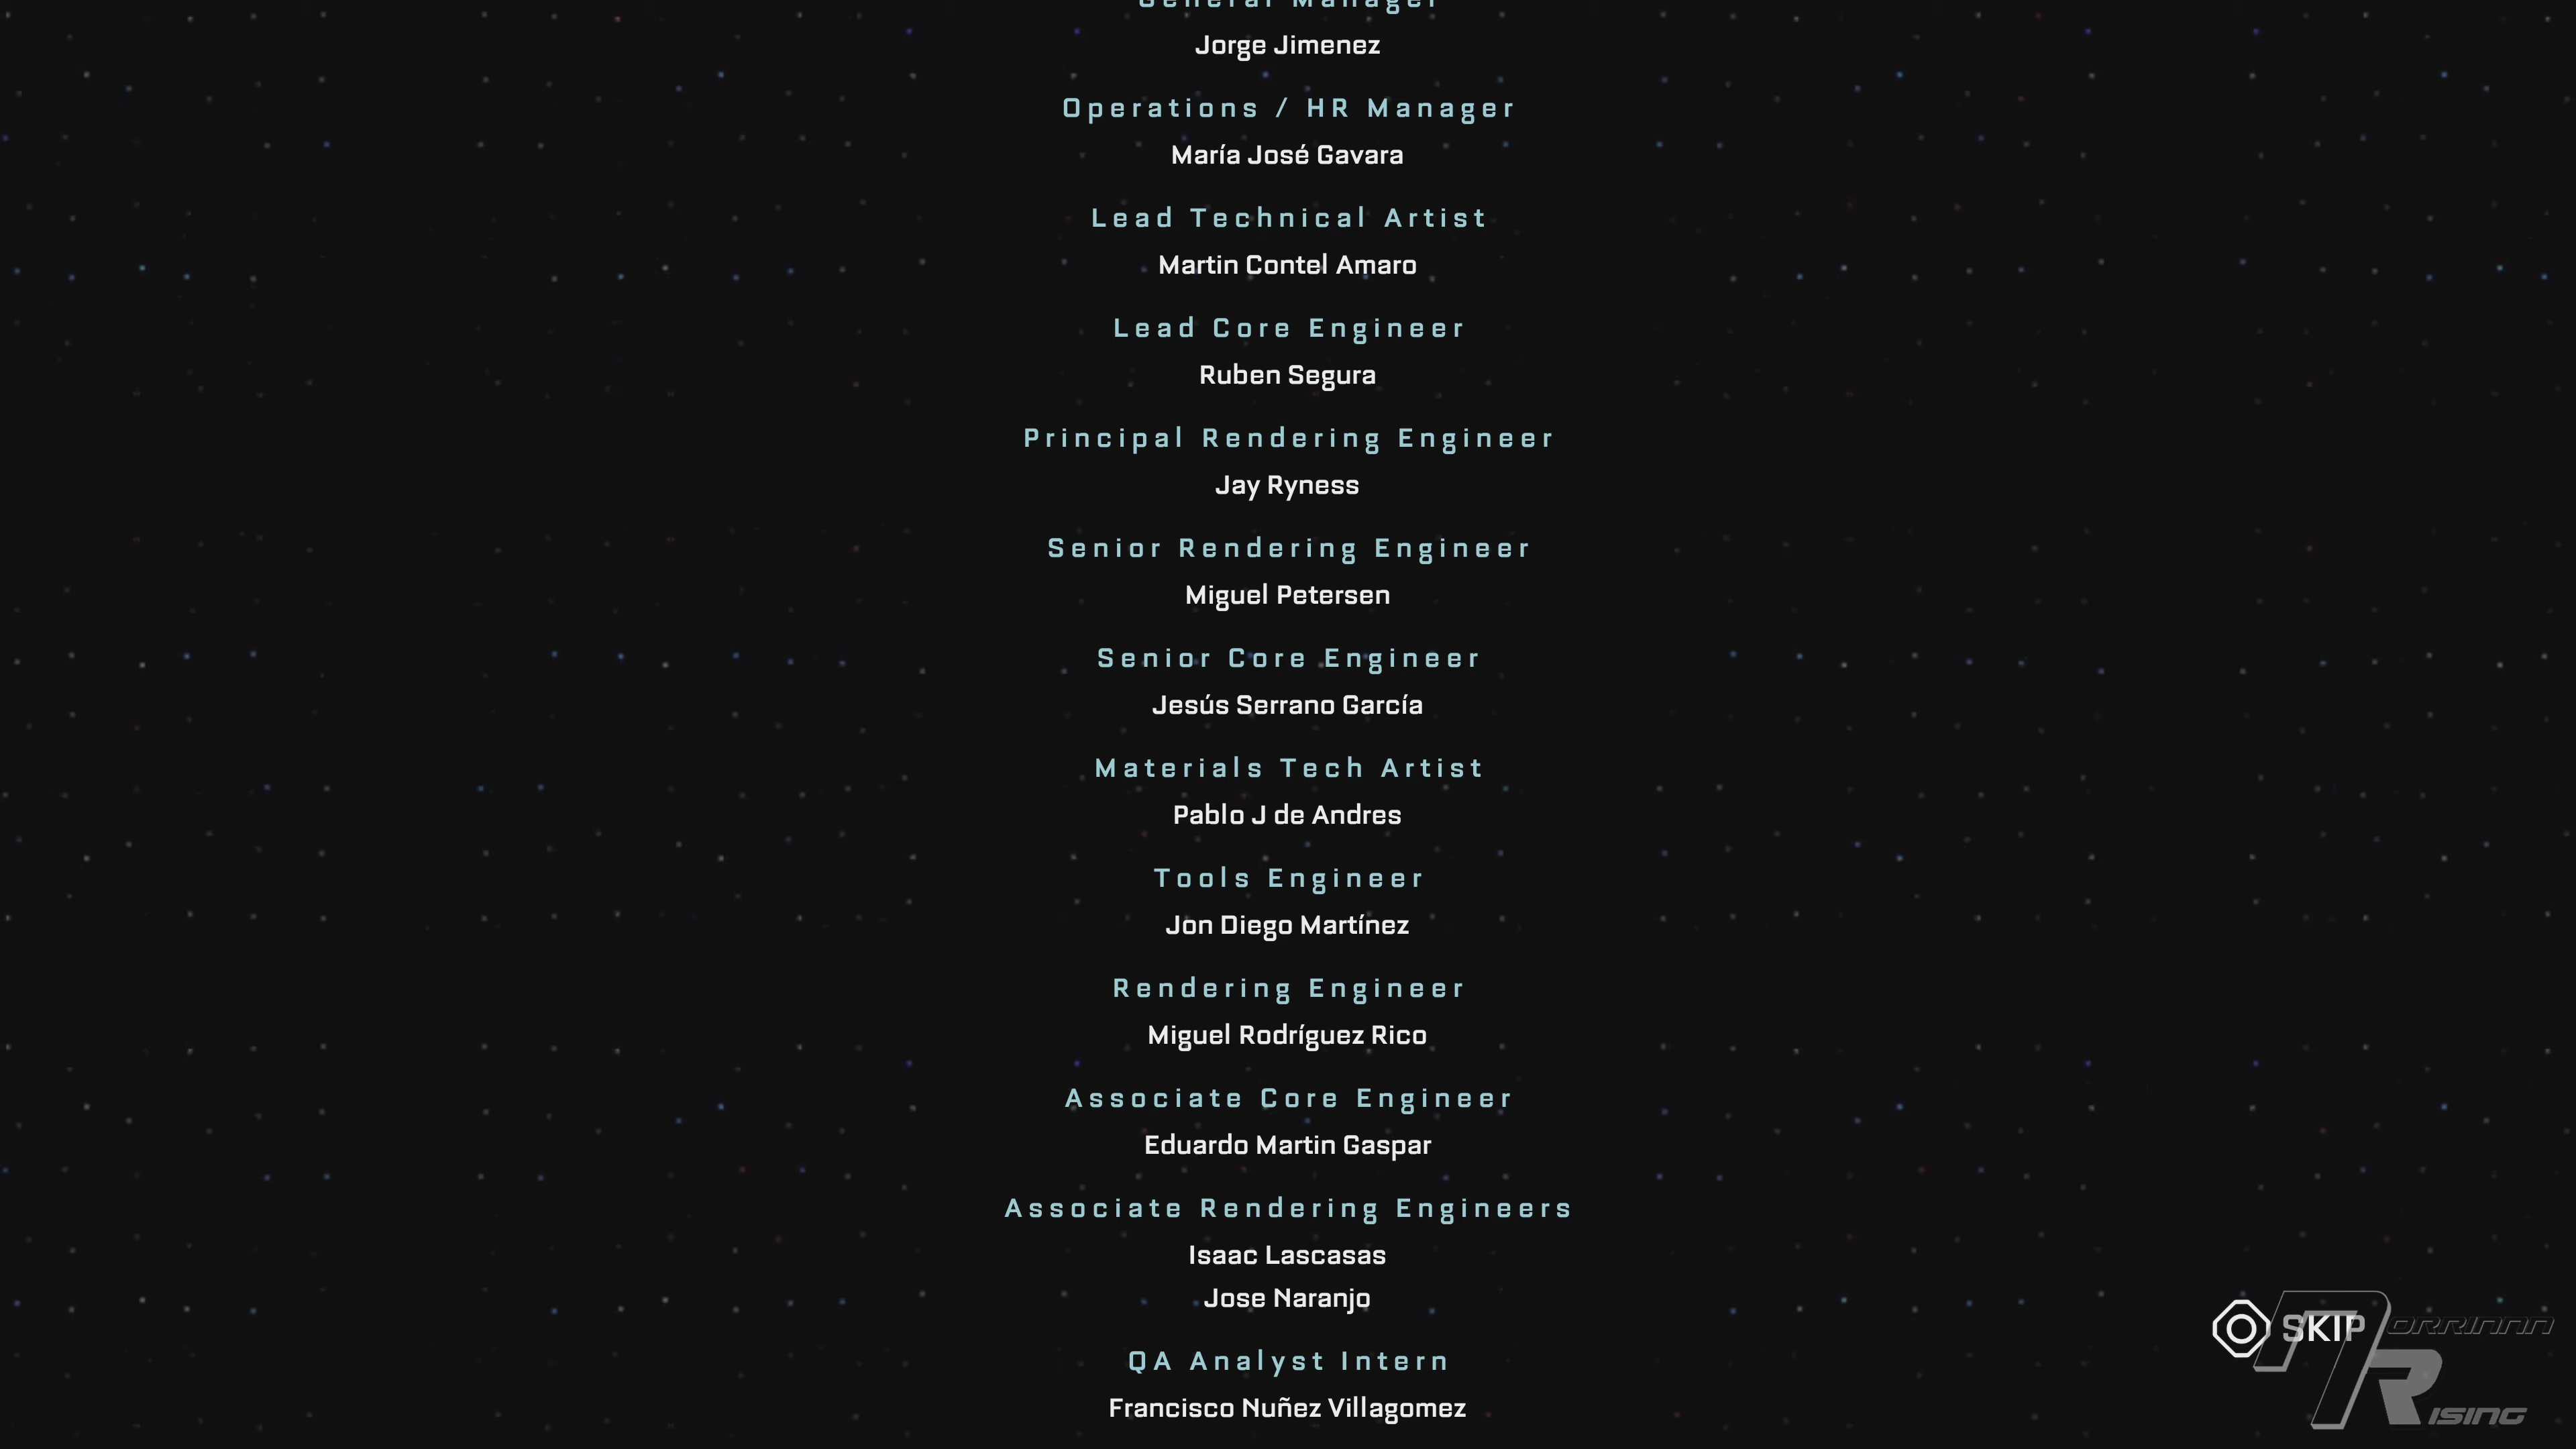 General Manager
Jorge Jimenez
Operations / HR Manager
María José Gavara
Lead Technical Artist
Martin Contel Amaro
Lead Core Engineer
Ruben Segura
Principal Rendering Engineer
Jay Ryness
Senior Rendering Engineer
Miguel Petersen
Senior Core Engineer
Jesús Serrano García
Materials Tech Artist
Pablo J de Andres
Tools Engineer
Jon Diego Martínez
Rendering Engineer
Miguel Rodríguez Rico
Associate Core Engineer
Eduardo Martin Gaspar
Associate Rendering Engineers
Isaac Lascasas
Jose Naranjo
QA Analyst Intern
Francisco Nuñez Villagomez
SKIP
Rising